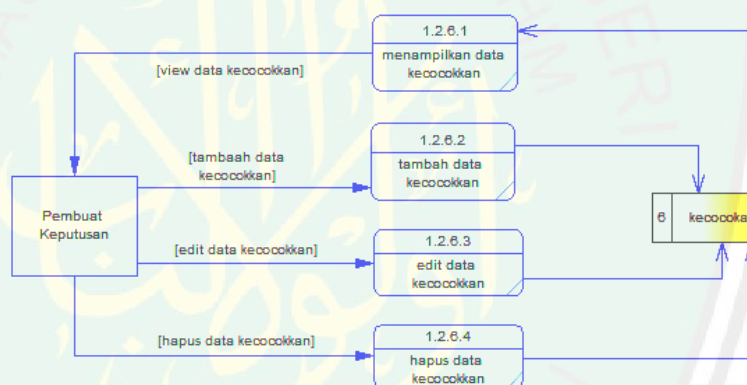 1.2.6.1
menampilkan data
kecocokkan
[view data kecocokkan]
1.2.6.2
tambah data
kecocokkan
[tambaah data
kecocokkan]
Pembuat
Keputusan
6
kecocoka
1.2.6.3
edit data
kecocokkan
[edit data kecocokkan]
1.2.6.4
hapus data
kecocokkan
[hapus data kecocokkan]